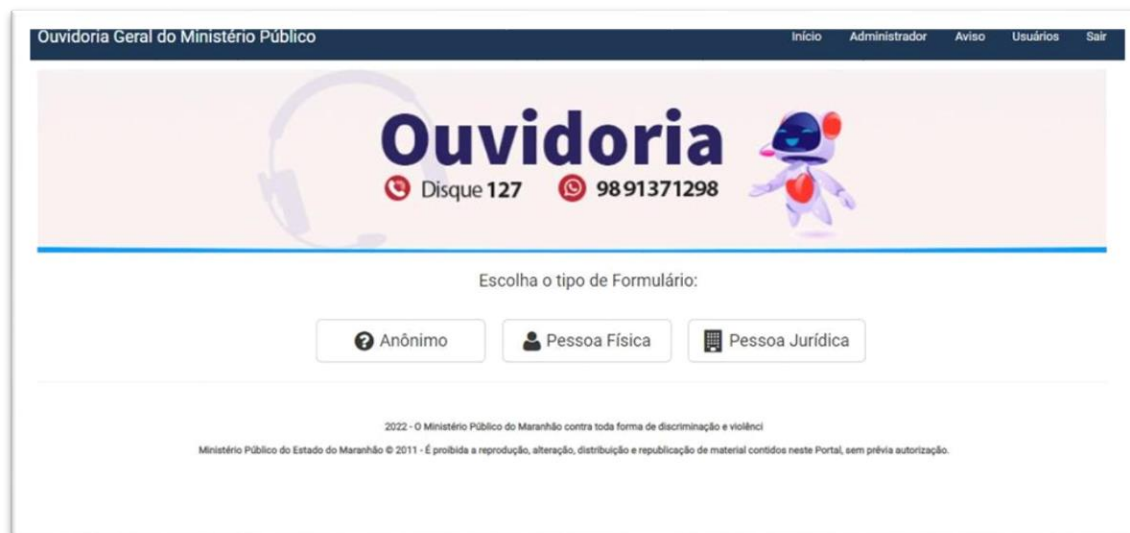 Ouvidoria Geral do Ministério Público
Início Administrador Aviso Usuários Sair
Ouvidoria
Disque 127 98 91371298
Escolha o tipo de Formulário:
Anônimo Pessoa Física Pessoa Jurídica
2022 - O Ministério Público do Maranhão contra toda forma de discriminação e violênci
Ministério Público do Estado do Maranhão © 2011 - É proibida a reprodução, alteração, distribuição e republicação de material contidos neste Portal, sem prévia autorização.